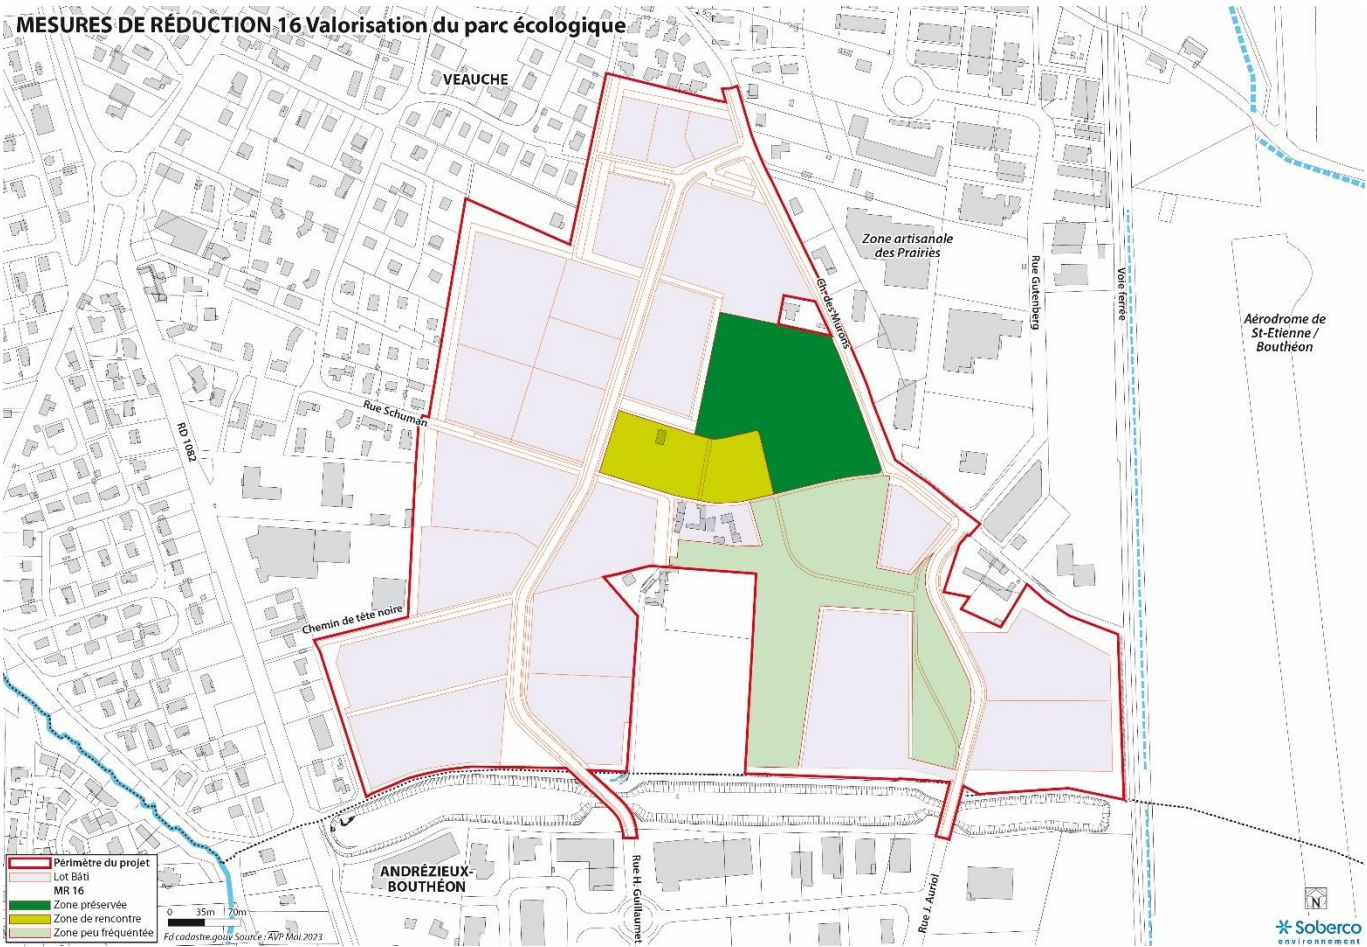 MESURES DE RÉDUCTION 16 Valorisation du parc écologique
VEAUCHE
Zone artisanale
des Prairies
Rue Gutenberg
Voie ferrée
Aérodrome de
St-Etienne /
Bouthéon
Ch. des Murons
Rue Schuman
RD 1082
Chemin de tête noire
ANDRÉZIEUX-
BOUTHÉON
Rue H. Guillaumet
Rue J. Auriol
Périmètre du projet
Lot Bâti
MR 16
Zone préservée
Zone de rencontre
Zone peu fréquentée
0 35m 70m
Fd cadastre.gouv Source : AVP Mai 2023
N
Soberco
environnement